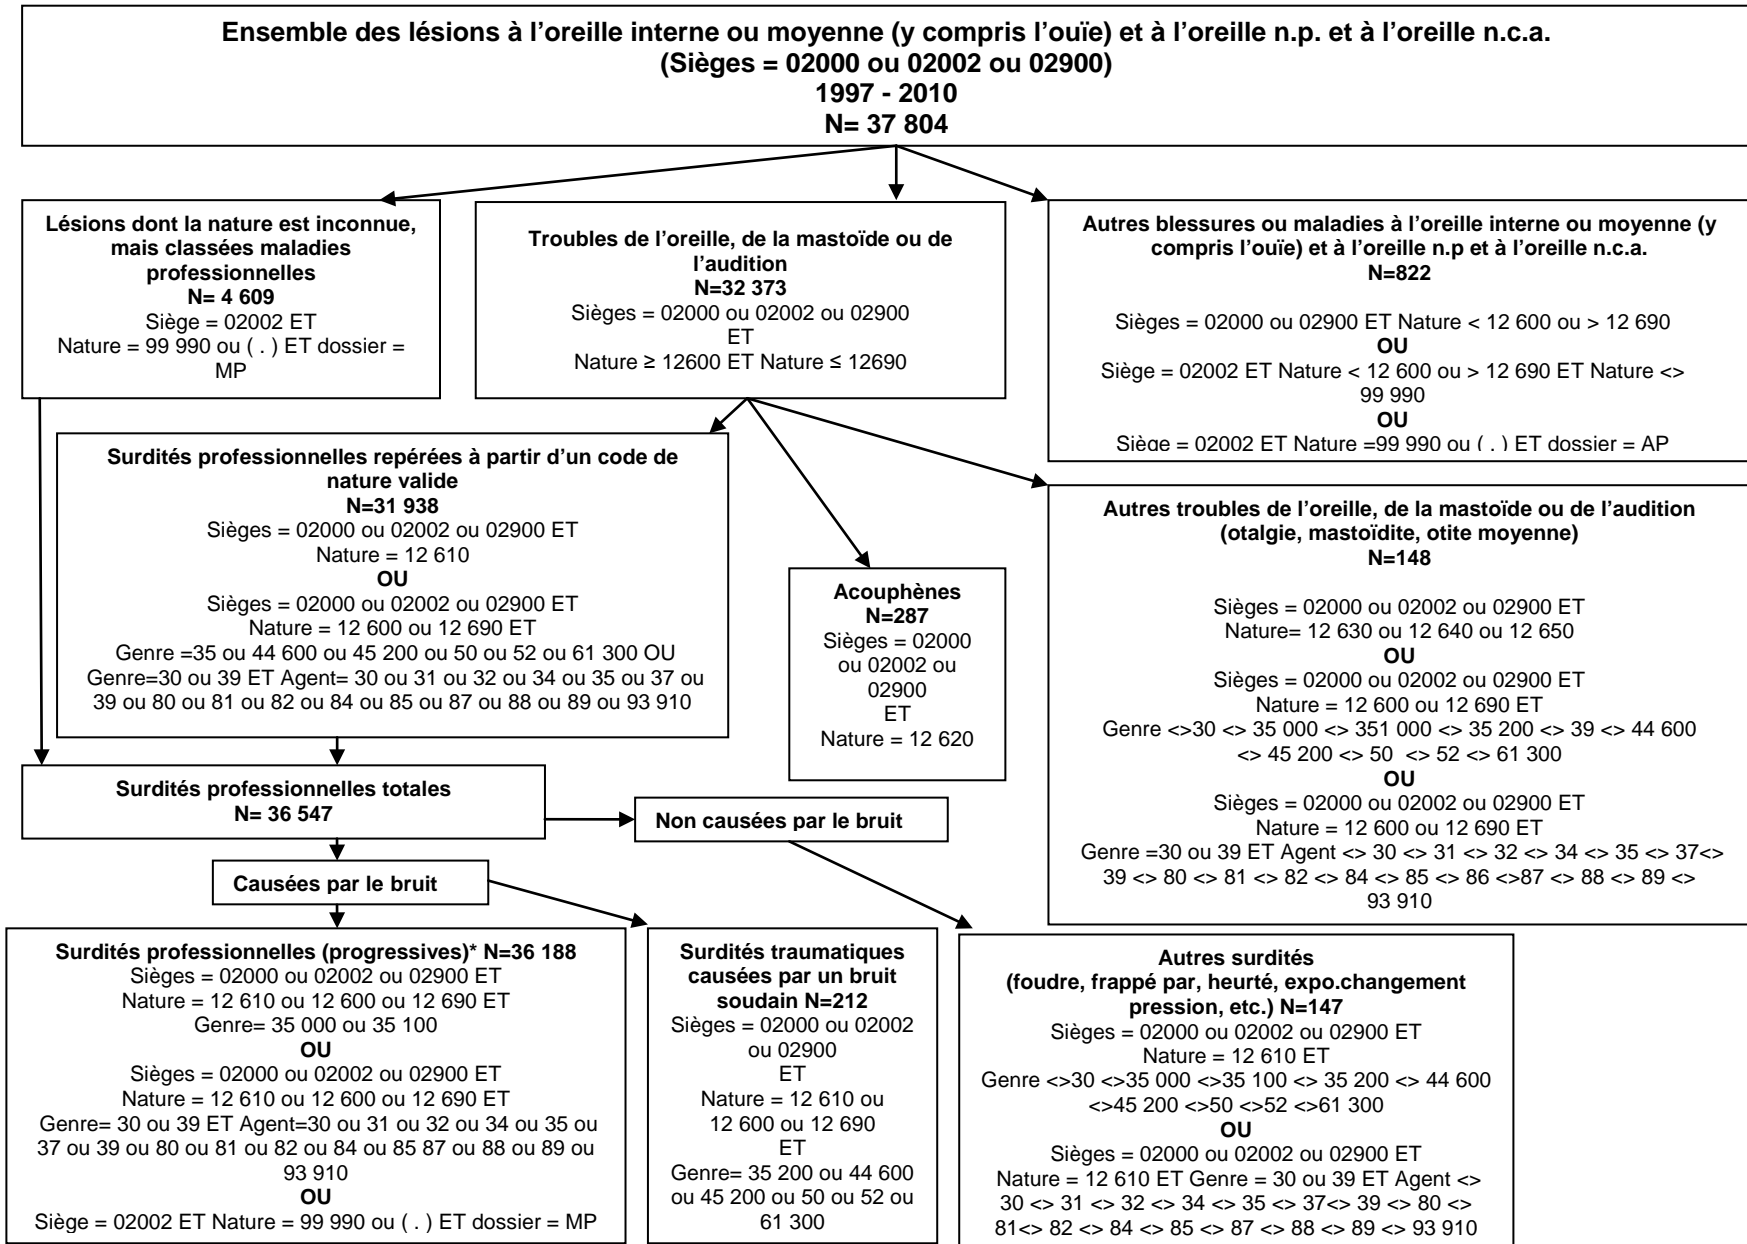 Ensemble des lésions à l’oreille interne ou moyenne (y compris l’ouïe) et à l’oreille n.p. et à l’oreille n.c.a.
(Sièges = 02000 ou 02002 ou 02900)
1997 - 2010
N= 37 804
Lésions dont la nature est inconnue,
mais classées maladies
professionnelles
N= 4 609
Siège = 02002 ET
Nature = 99 990 ou ( . ) ET dossier =
MP
Troubles de l’oreille, de la mastoïde ou de
l’audition
N=32 373
Sièges = 02000 ou 02002 ou 02900
ET
Nature ≥ 12600 ET Nature ≤ 12690
Autres blessures ou maladies à l’oreille interne ou moyenne (y
compris l’ouïe) et à l’oreille n.p et à l’oreille n.c.a.
N=822
Sièges = 02000 ou 02900 ET Nature < 12 600 ou > 12 690
OU
Siège = 02002 ET Nature < 12 600 ou > 12 690 ET Nature <>
99 990
OU
Siège = 02002 ET Nature =99 990 ou ( . ) ET dossier = AP
Surdités professionnelles repérées à partir d’un code de
nature valide
N=31 938
Sièges = 02000 ou 02002 ou 02900 ET
Nature = 12 610
OU
Sièges = 02000 ou 02002 ou 02900 ET
Nature = 12 600 ou 12 690 ET
Genre =35 ou 44 600 ou 45 200 ou 50 ou 52 ou 61 300 OU
Genre=30 ou 39 ET Agent= 30 ou 31 ou 32 ou 34 ou 35 ou 37 ou
39 ou 80 ou 81 ou 82 ou 84 ou 85 ou 87 ou 88 ou 89 ou 93 910
Acouphènes
N=287
Sièges = 02000
ou 02002 ou
02900
ET
Nature = 12 620
Autres troubles de l’oreille, de la mastoïde ou de l’audition
(otalgie, mastoïdite, otite moyenne)
N=148
Sièges = 02000 ou 02002 ou 02900 ET
Nature= 12 630 ou 12 640 ou 12 650
OU
Sièges = 02000 ou 02002 ou 02900 ET
Nature = 12 600 ou 12 690 ET
Genre <>30 <> 35 000 <> 351 000 <> 35 200 <> 39 <> 44 600
<> 45 200 <> 50 <> 52 <> 61 300
OU
Sièges = 02000 ou 02002 ou 02900 ET
Nature = 12 600 ou 12 690 ET
Genre =30 ou 39 ET Agent <> 30 <> 31 <> 32 <> 34 <> 35 <> 37<>
39 <> 80 <> 81 <> 82 <> 84 <> 85 <> 86 <>87 <> 88 <> 89 <>
93 910
Surdités professionnelles totales
N= 36 547
Non causées par le bruit
Causées par le bruit
Surdités professionnelles (progressives)* N=36 188
Sièges = 02000 ou 02002 ou 02900 ET
Nature = 12 610 ou 12 600 ou 12 690 ET
Genre= 35 000 ou 35 100
OU
Sièges = 02000 ou 02002 ou 02900 ET
Nature = 12 610 ou 12 600 ou 12 690 ET
Genre= 30 ou 39 ET Agent=30 ou 31 ou 32 ou 34 ou 35 ou
37 ou 39 ou 80 ou 81 ou 82 ou 84 ou 85 87 ou 88 ou 89 ou
93 910
OU
Siège = 02002 ET Nature = 99 990 ou ( . ) ET dossier = MP
Surdités traumatiques
causées par un bruit
soudain N=212
Sièges = 02000 ou 02002
ou 02900
ET
Nature = 12 610 ou
12 600 ou 12 690
ET
Genre= 35 200 ou 44 600
ou 45 200 ou 50 ou 52 ou
61 300
Autres surdités
(foudre, frappé par, heurté, expo.changement
pression, etc.) N=147
Sièges = 02000 ou 02002 ou 02900 ET
Nature = 12 610 ET
Genre <>30 <>35 000 <>35 100 <> 35 200 <> 44 600
<>45 200 <>50 <>52 <>61 300
OU
Sièges = 02000 ou 02002 ou 02900 ET
Nature = 12 610 ET Genre = 30 ou 39 ET Agent <>
30 <> 31 <> 32 <> 34 <> 35 <> 37<> 39 <> 80 <>
81<> 82 <> 84 <> 85 <> 87 <> 88 <> 89 <> 93 910